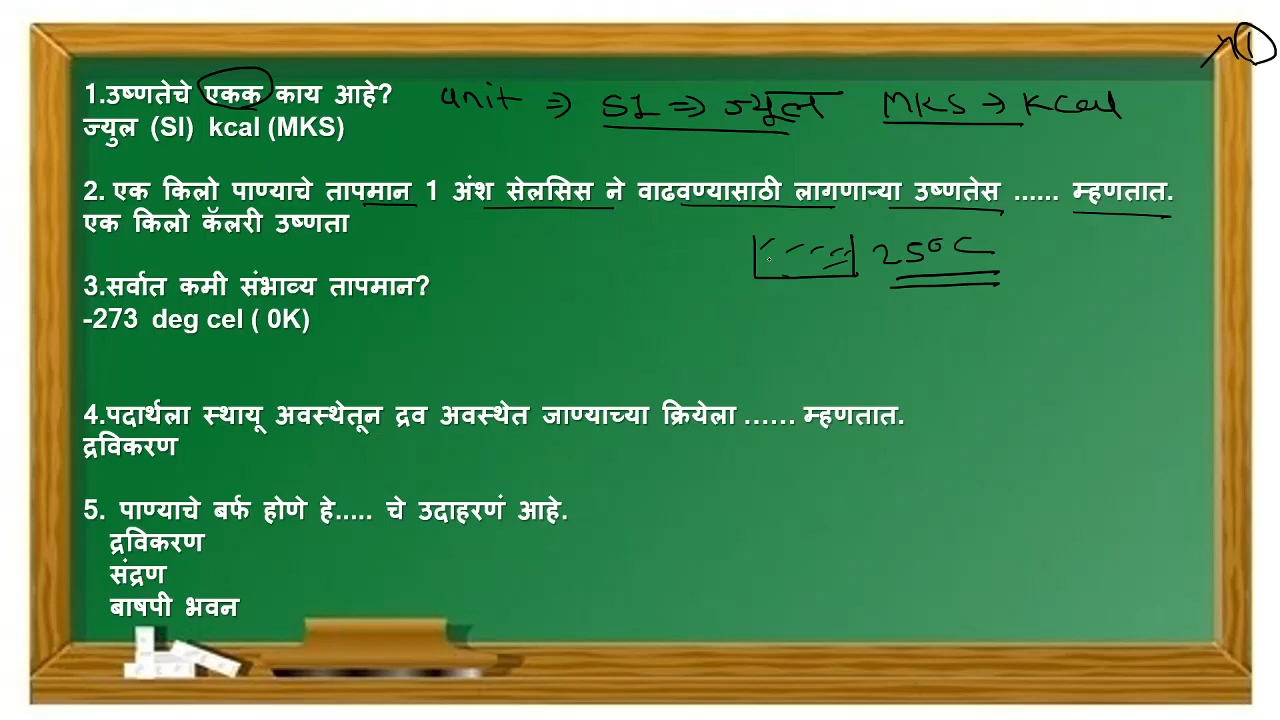 1.उष्णतेचे एकक काय आहे? unit ⇒ SI ⇒ ज्यूल MKS → Kcal
ज्युल (SI) kcal (MKS)
2. एक किलो पाण्याचे तापमान 1 अंश सेलसिस ने वाढवण्यासाठी लागणाऱ्या उष्णतेस ...... म्हणतात.
एक किलो कॅलरी उष्णता
25°C
3.सर्वात कमी संभाव्य तापमान?
-273 deg cel ( 0K)
4.पदार्थला स्थायू अवस्थेतून द्रव अवस्थेत जाण्याच्या क्रियेला ...... म्हणतात.
द्रविकरण
5. पाण्याचे बर्फ होणे हे..... चे उदाहरणं आहे.
द्रविकरण
संद्रण
बाषपी भवन